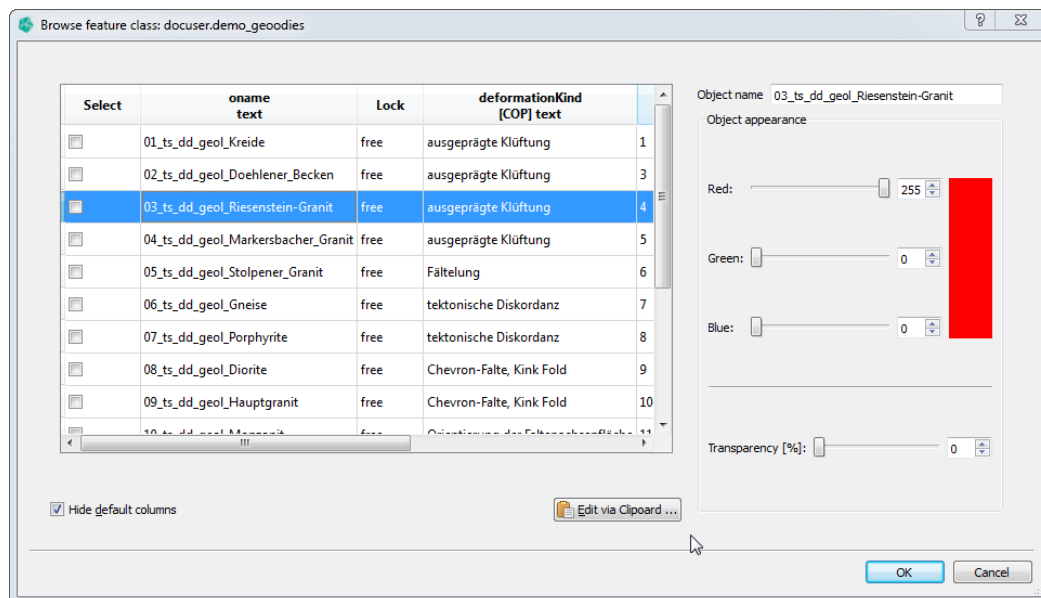 Browse feature class: docuser.demo_geoodies
Select oname text Lock deformationKind [COP] text
01_ts_dd_geol_Kreide free ausgeprägte Klüftung 1
02_ts_dd_geol_Doehlener_Becken free ausgeprägte Klüftung 3
03_ts_dd_geol_Riesenstein-Granit free ausgeprägte Klüftung 4
04_ts_dd_geol_Markersbacher_Granit free ausgeprägte Klüftung 5
05_ts_dd_geol_Stolpener_Granit free Fältelung 6
06_ts_dd_geol_Gneise free tektonische Diskordanz 7
07_ts_dd_geol_Porphyrite free tektonische Diskordanz 8
08_ts_dd_geol_Diorite free Chevron-Falte, Kink Fold 9
09_ts_dd_geol_Hauptgranit free Chevron-Falte, Kink Fold 10
Hide default columns
Edit via Clipoard ...
Object name 03_ts_dd_geol_Riesenstein-Granit
Object appearance
Red: 255
Green: 0
Blue: 0
Transparency [%]: 0
OK Cancel